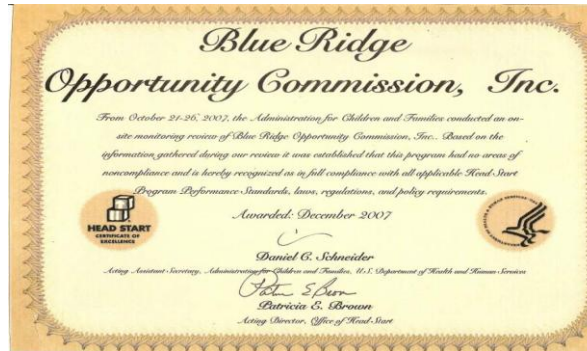 Blue Ridge
Opportunity Commission, Inc.
From October 21-26, 2007, the Administration for Children and Families conducted an on-
site monitoring review of Blue Ridge Opportunity Commission, Inc.. Based on the
information gathered during our review it was established that this program had no areas of
noncompliance and is hereby recognized as in full compliance with all applicable Head Start
Program Performance Standards, laws, regulations, and policy requirements.
Awarded: December 2007
HEAD START
CERTIFICATE OF
EXCELLENCE
Daniel C. Schneider
Acting Assistant Secretary, Administration for Children and Families, U.S. Department of Health and Human Services
Patricia E. Brown
Acting Director, Office of Head Start